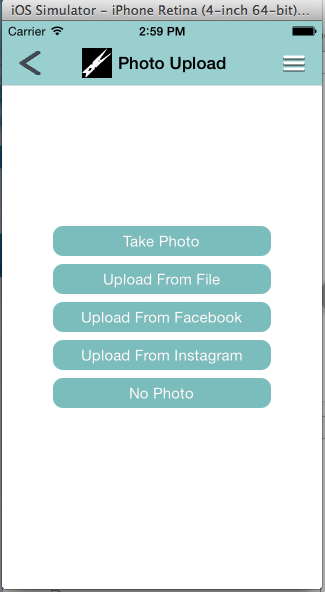 iOS Simulator – iPhone Retina (4-inch 64-bit)...
Carrier 2:59 PM
Photo Upload
Take Photo
Upload From File
Upload From Facebook
Upload From Instagram
No Photo